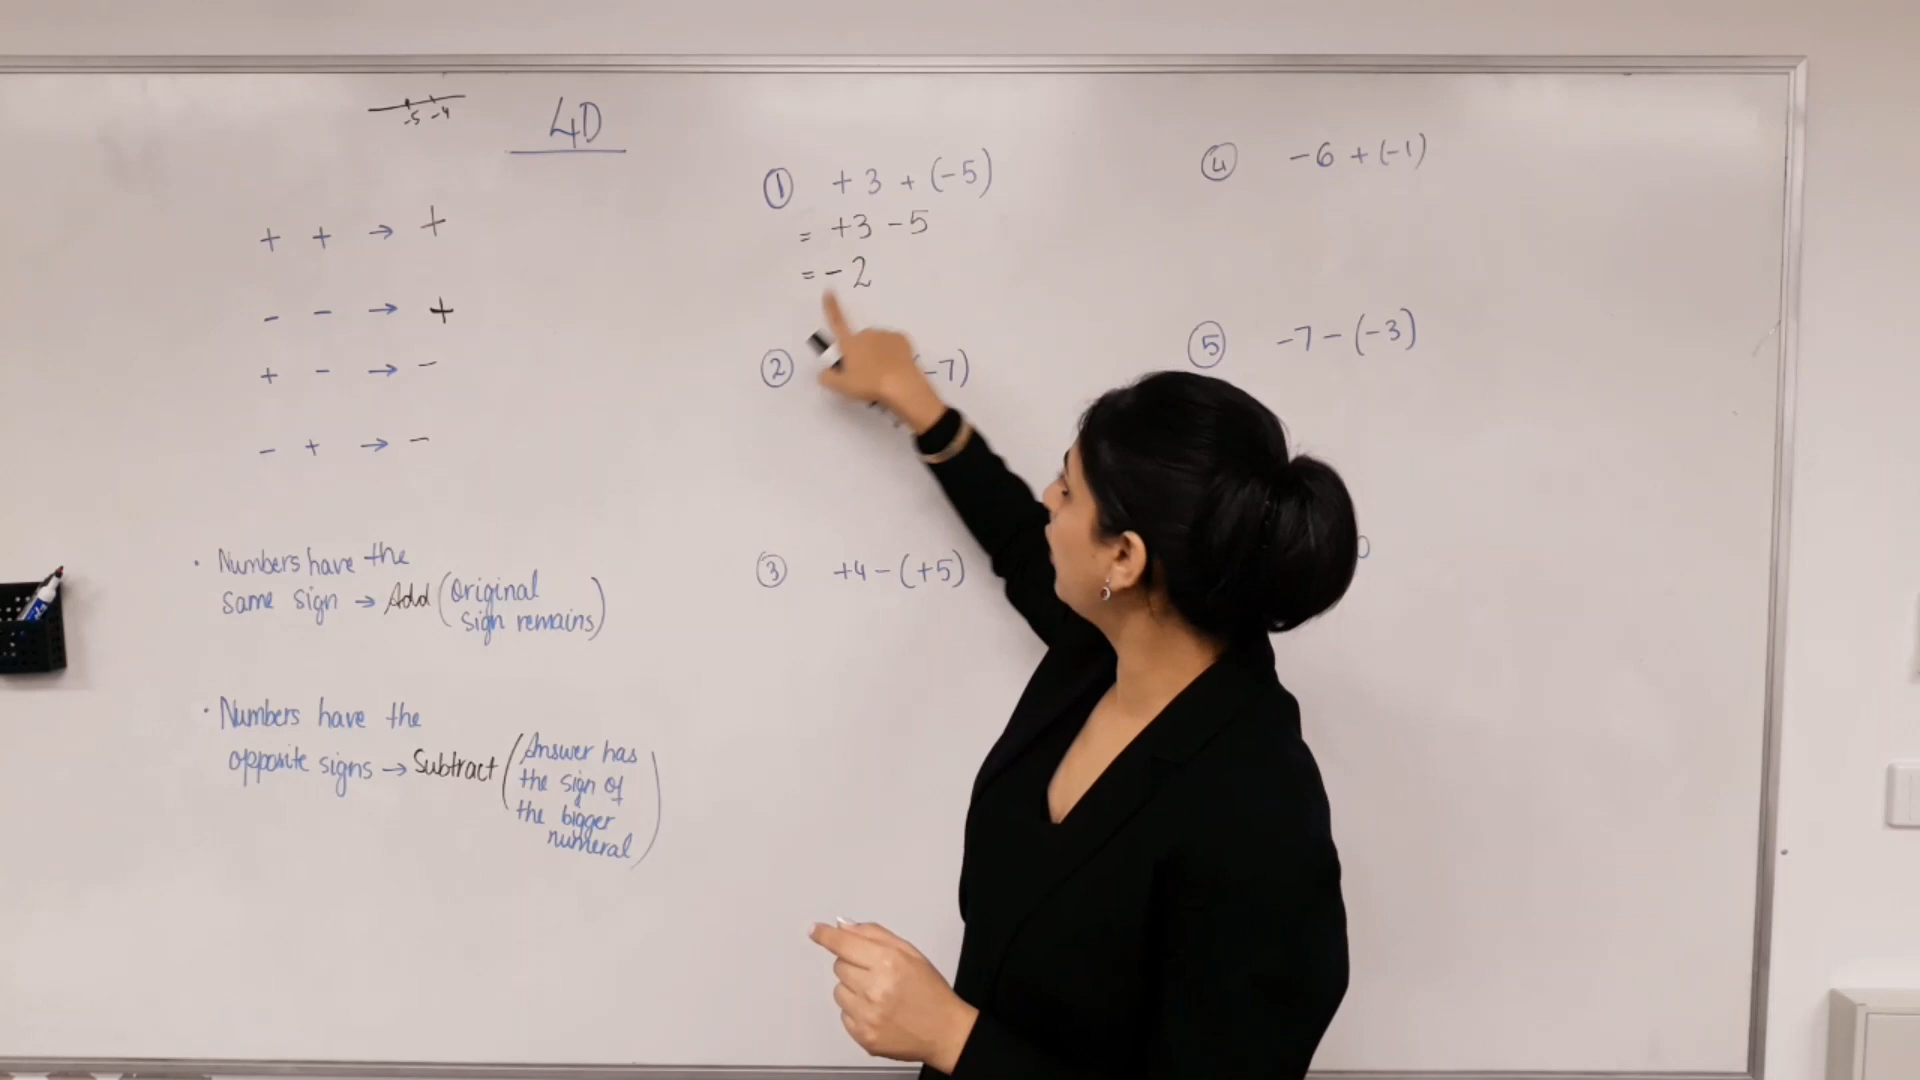 -5 -4
4D
+ + → +
- - → +
+ - → -
- + → -
· Numbers have the
same sign → Add (Original
sign remains)
· Numbers have the
opposite signs → Subtract (Answer has
the sign of
the bigger
numeral)
① +3 + (-5)
= +3 - 5
= -2
② (-7)
③ +4 - (+5)
④ -6 + (-1)
⑤ -7 - (-3)